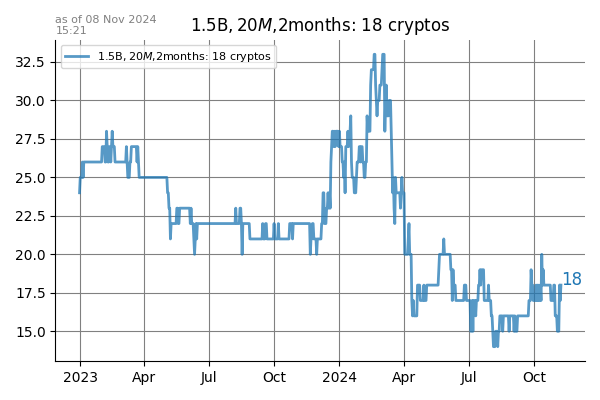 as of 08 Nov 2024
15:21
1.5B, 20M,2months: 18 cryptos
1.5B, 20M,2months: 18 cryptos
32.5
30.0
27.5
25.0
22.5
20.0
17.5
15.0
18
2023 Apr Jul Oct 2024 Apr Jul Oct